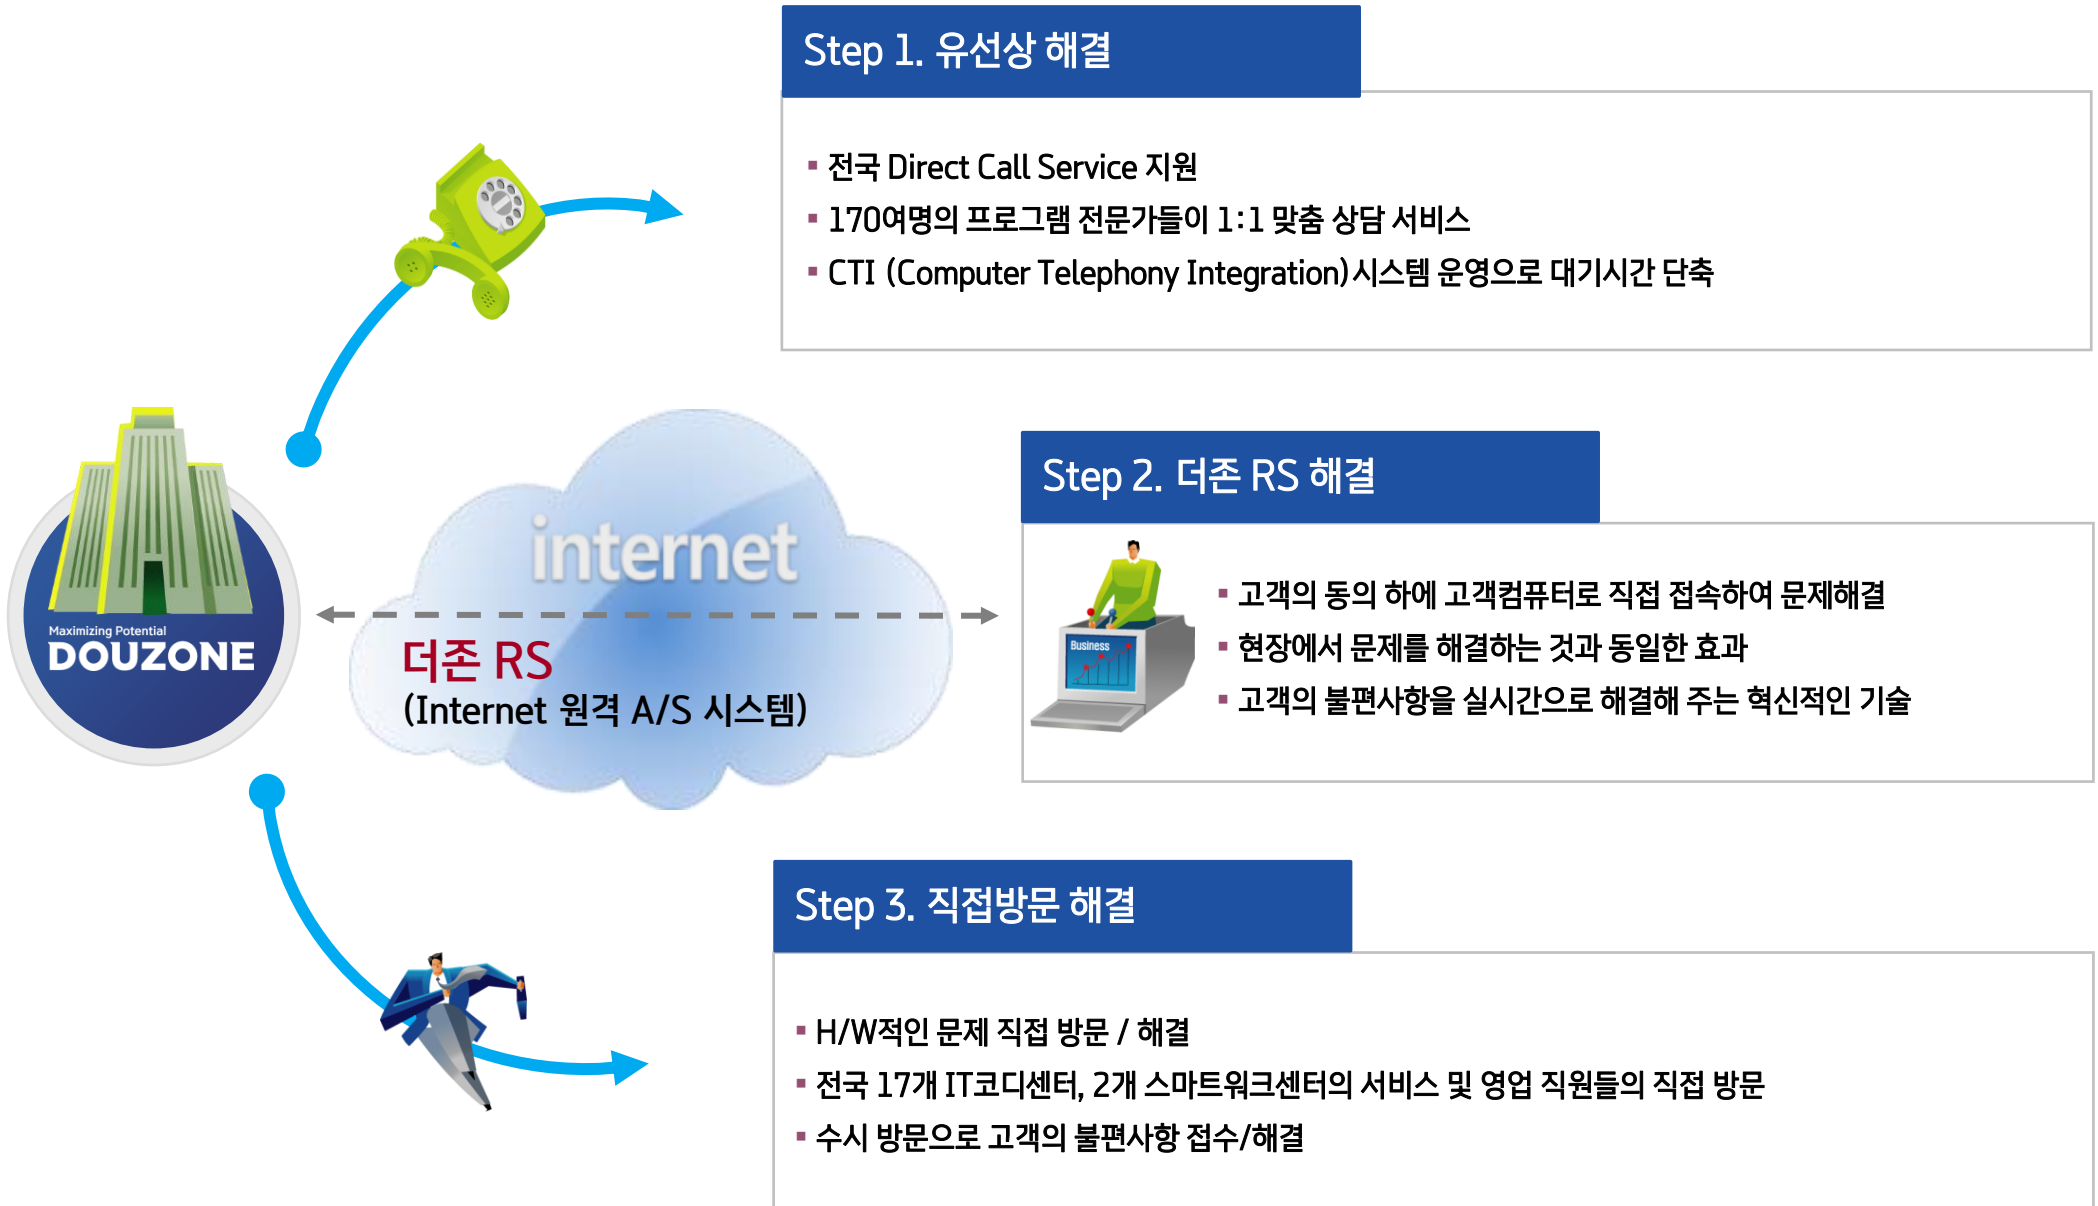 Step 1. 유선상 해결
▪ 전국 Direct Call Service 지원
▪ 170여명의 프로그램 전문가들이 1:1 맞춤 상담 서비스
▪ CTI (Computer Telephony Integration)시스템 운영으로 대기시간 단축
Maximizing Potential
DOUZONE
internet
더존 RS
(Internet 원격 A/S 시스템)
Step 2. 더존 RS 해결
Business
▪ 고객의 동의 하에 고객컴퓨터로 직접 접속하여 문제해결
▪ 현장에서 문제를 해결하는 것과 동일한 효과
▪ 고객의 불편사항을 실시간으로 해결해 주는 혁신적인 기술
Step 3. 직접방문 해결
▪ H/W적인 문제 직접 방문 / 해결
▪ 전국 17개 IT코디센터, 2개 스마트워크센터의 서비스 및 영업 직원들의 직접 방문
▪ 수시 방문으로 고객의 불편사항 접수/해결